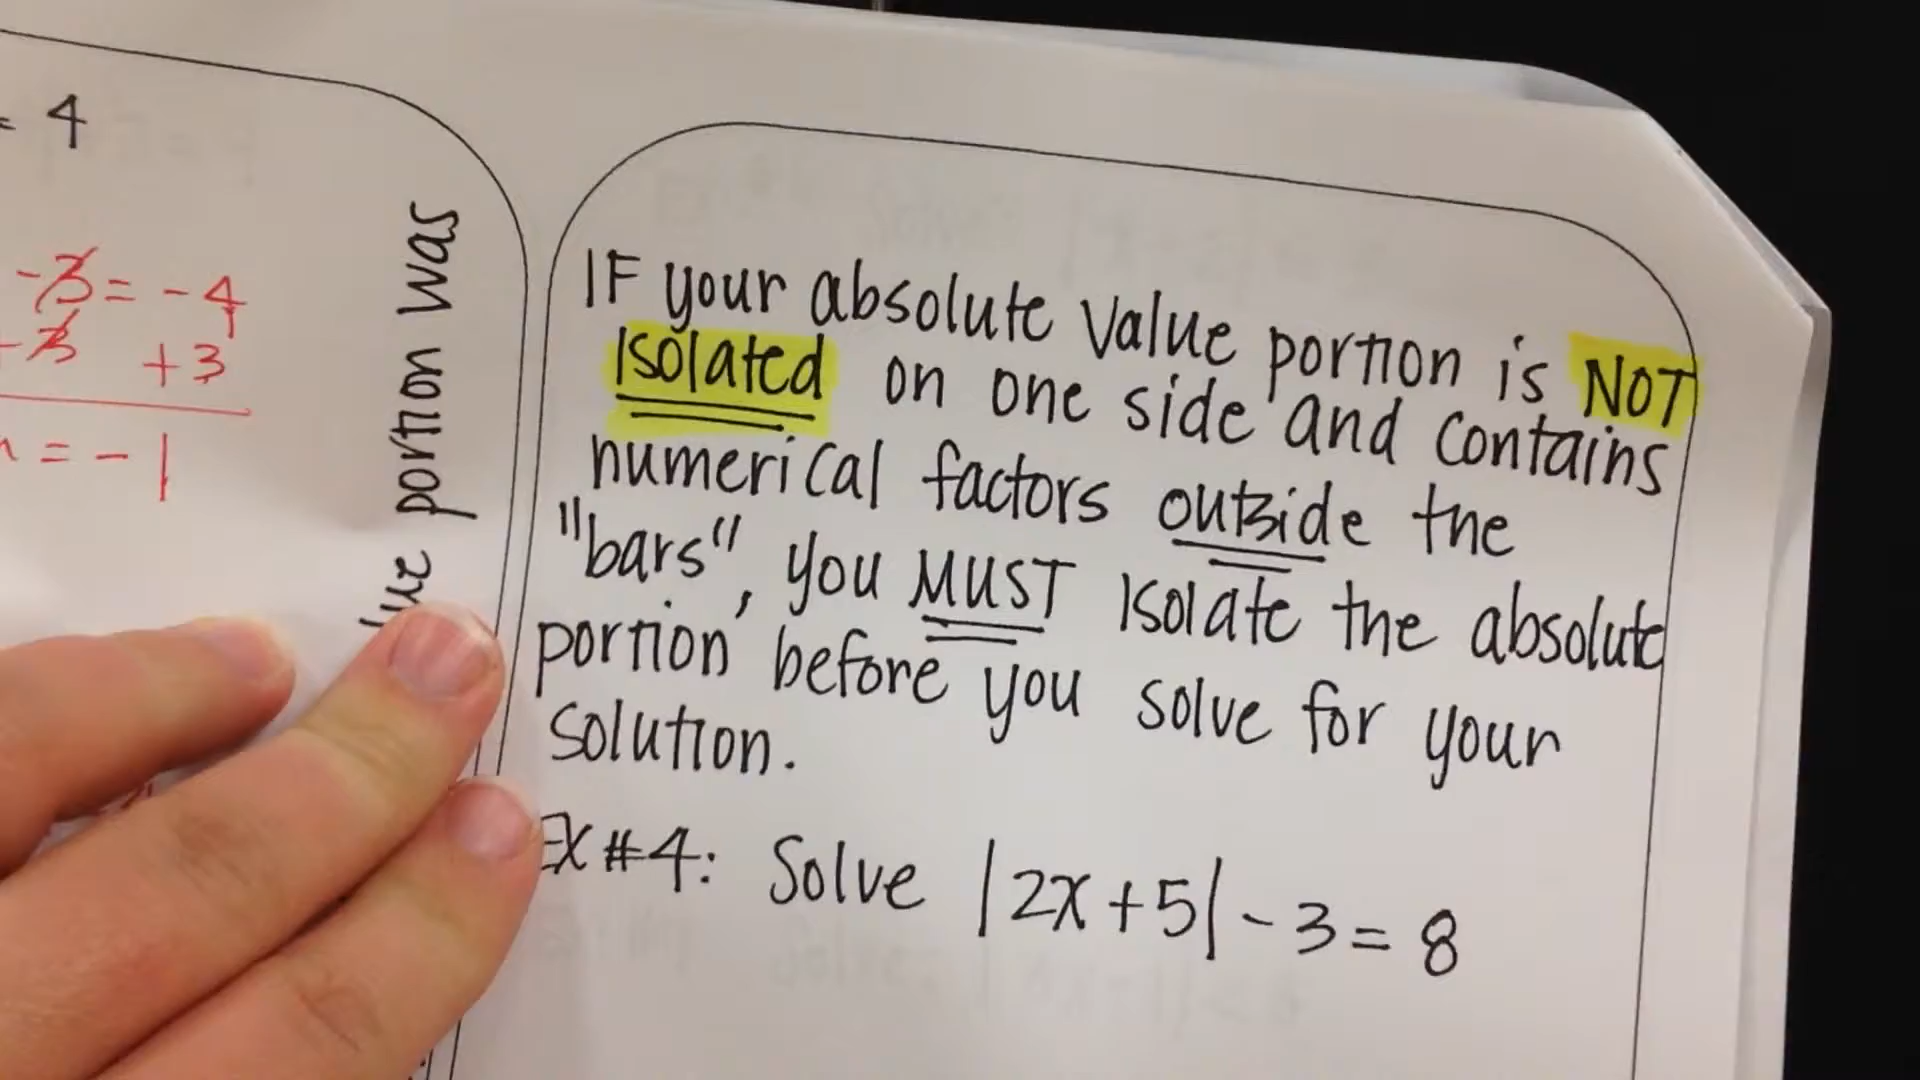 = 4
-3 = -4
+3 +3
= -1
portion was
IF your absolute value portion is NOT
isolated on one side and contains
numerical factors outside the
"bars", you MUST isolate the absolute
portion before you solve for your
solution.
EX #4: Solve |2x+5| - 3 = 8